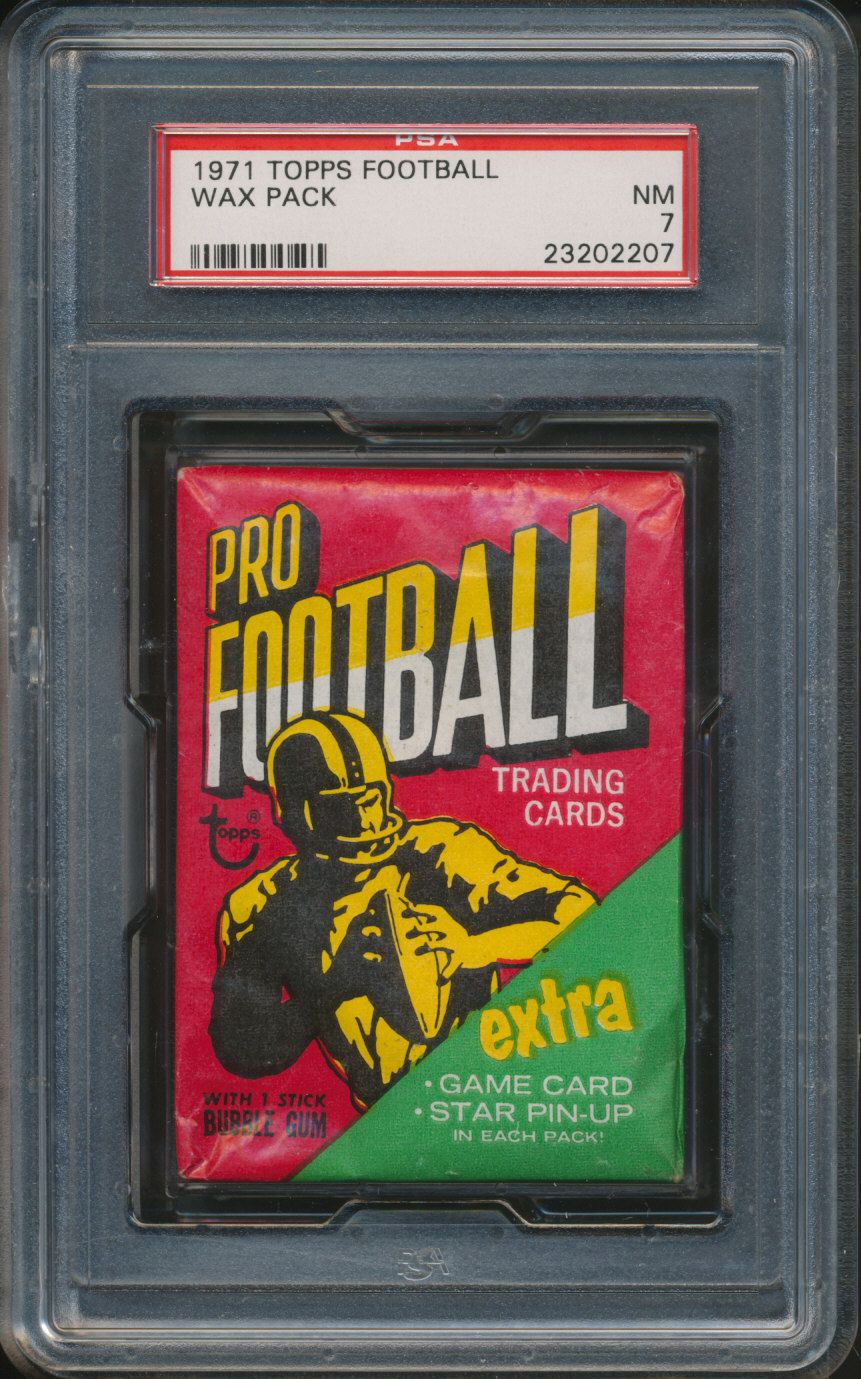 PSA
1971 TOPPS FOOTBALL
WAX PACK
NM
7
23202207
PRO
FOOTBALL
TRADING
CARDS
topps®
extra
• GAME CARD
• STAR PIN-UP
IN EACH PACK!
WITH 1 STICK
BUBBLE GUM
PSA